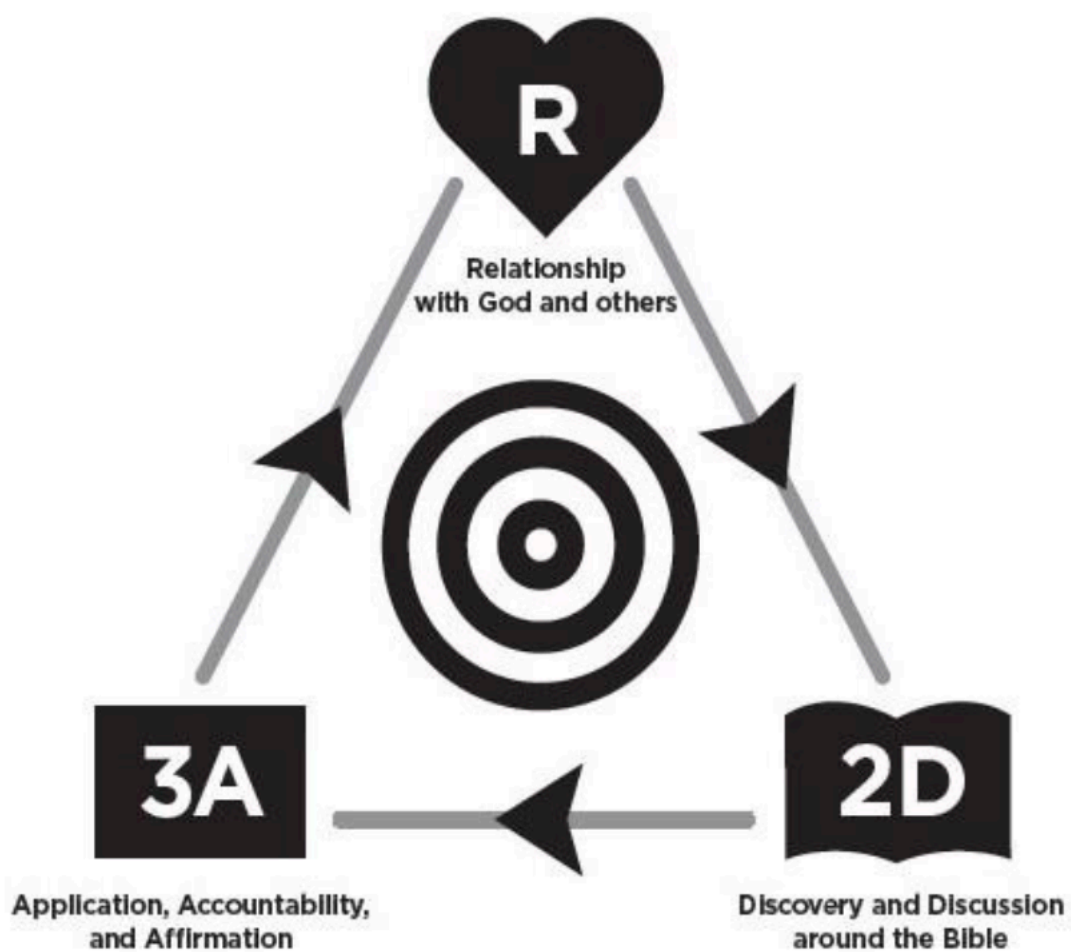 R
Relationship
with God and others
3A
2D
Application, Accountability,
and Affirmation
Discovery and Discussion
around the Bible